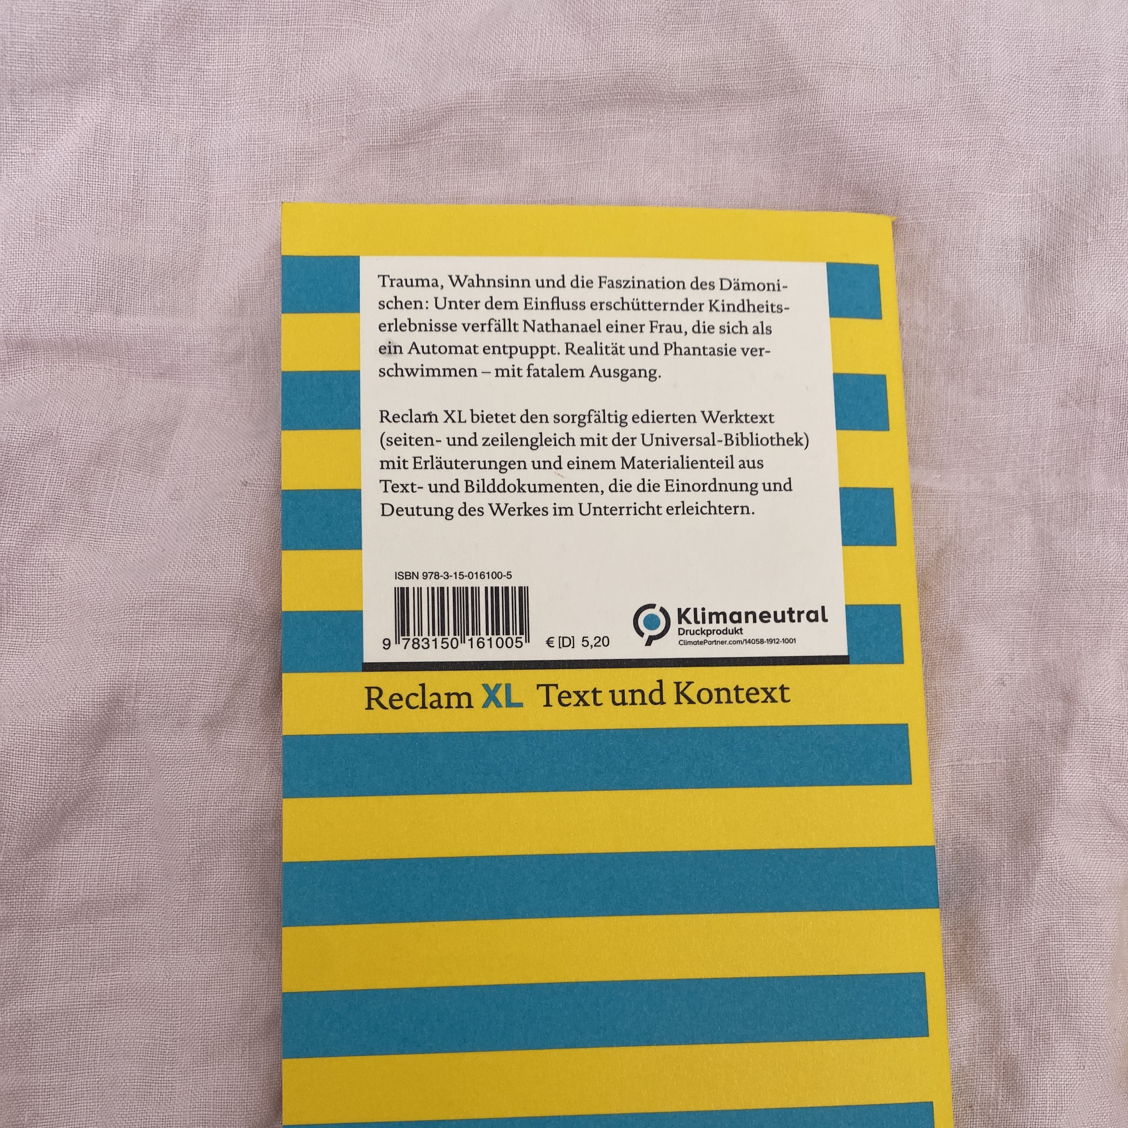 Trauma, Wahnsinn und die Faszination des Dämoni-
schen: Unter dem Einfluss erschütternder Kindheits-
erlebnisse verfällt Nathanael einer Frau, die sich als
ein Automat entpuppt. Realität und Phantasie ver-
schwimmen – mit fatalem Ausgang.
Reclam XL bietet den sorgfältig edierten Werktext
(seiten- und zeilengleich mit der Universal-Bibliothek)
mit Erläuterungen und einem Materialienteil aus
Text- und Bilddokumenten, die die Einordnung und
Deutung des Werkes im Unterricht erleichtern.
ISBN 978-3-15-016100-5
9 783150 161005
€ [D] 5,20
Klimaneutral
Druckprodukt
ClimatePartner.com/14058-1912-1001
Reclam XL Text und Kontext